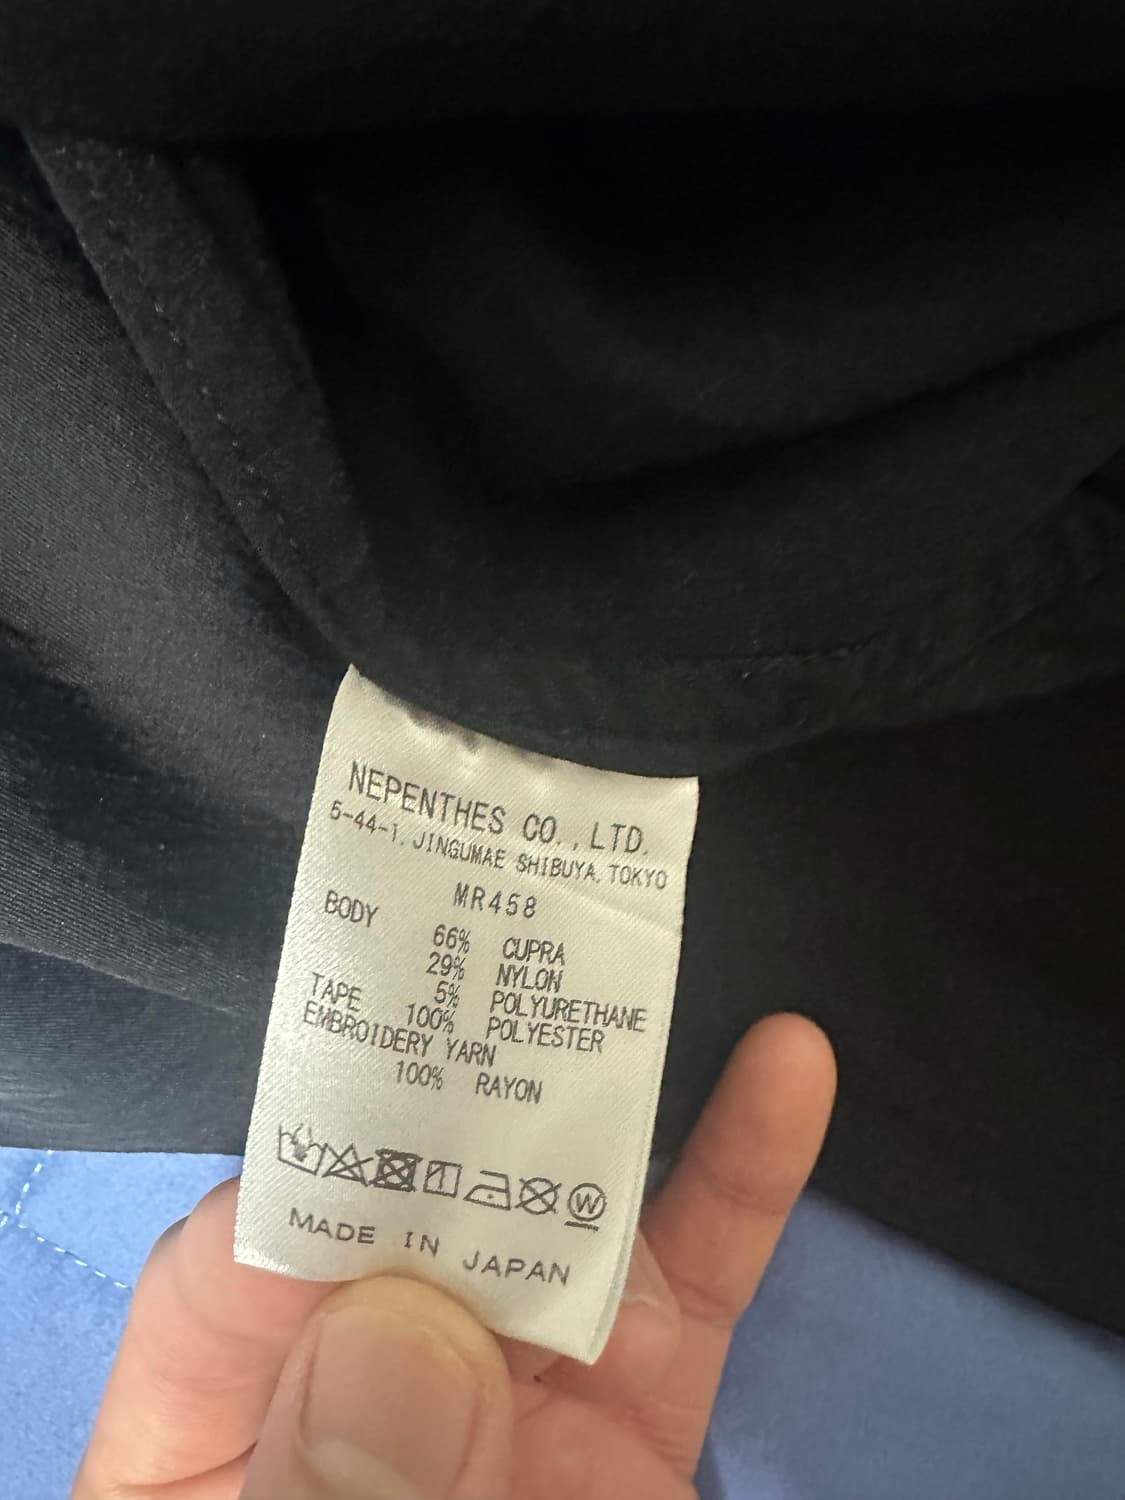 NEPENTHES CO.,LTD.
5-44-1, JINGUMAE SHIBUYA, TOKYO
MR458
BODY
66% CUPRA
29% NYLON
5% POLYURETHANE
TAPE 100% POLYESTER
EMBROIDERY YARN
100% RAYON
W
MADE IN JAPAN